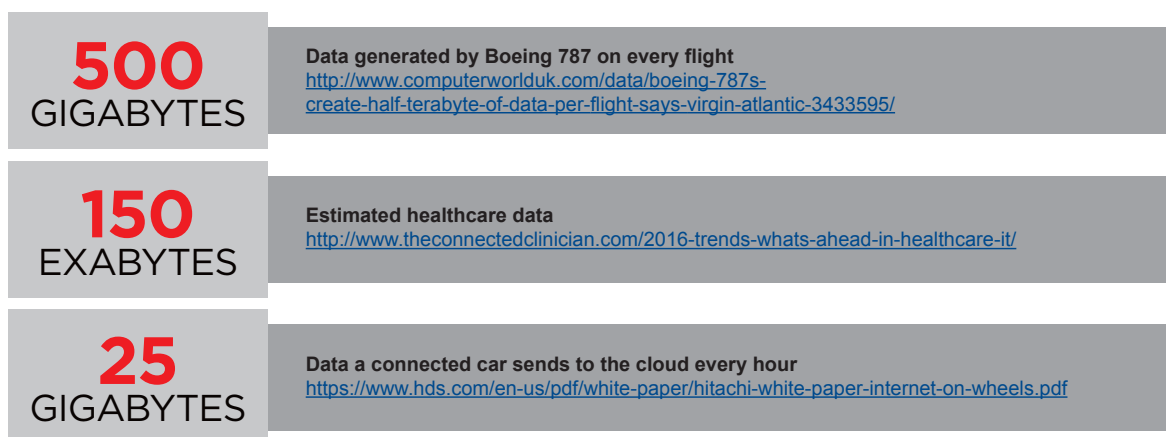 500
GIGABYTES
Data generated by Boeing 787 on every flight
http://www.computerworlduk.com/data/boeing-787s-
create-half-terabyte-of-data-per-flight-says-virgin-atlantic-3433595/
150
EXABYTES
Estimated healthcare data
http://www.theconnectedclinician.com/2016-trends-whats-ahead-in-healthcare-it/
25
GIGABYTES
Data a connected car sends to the cloud every hour
https://www.hds.com/en-us/pdf/white-paper/hitachi-white-paper-internet-on-wheels.pdf